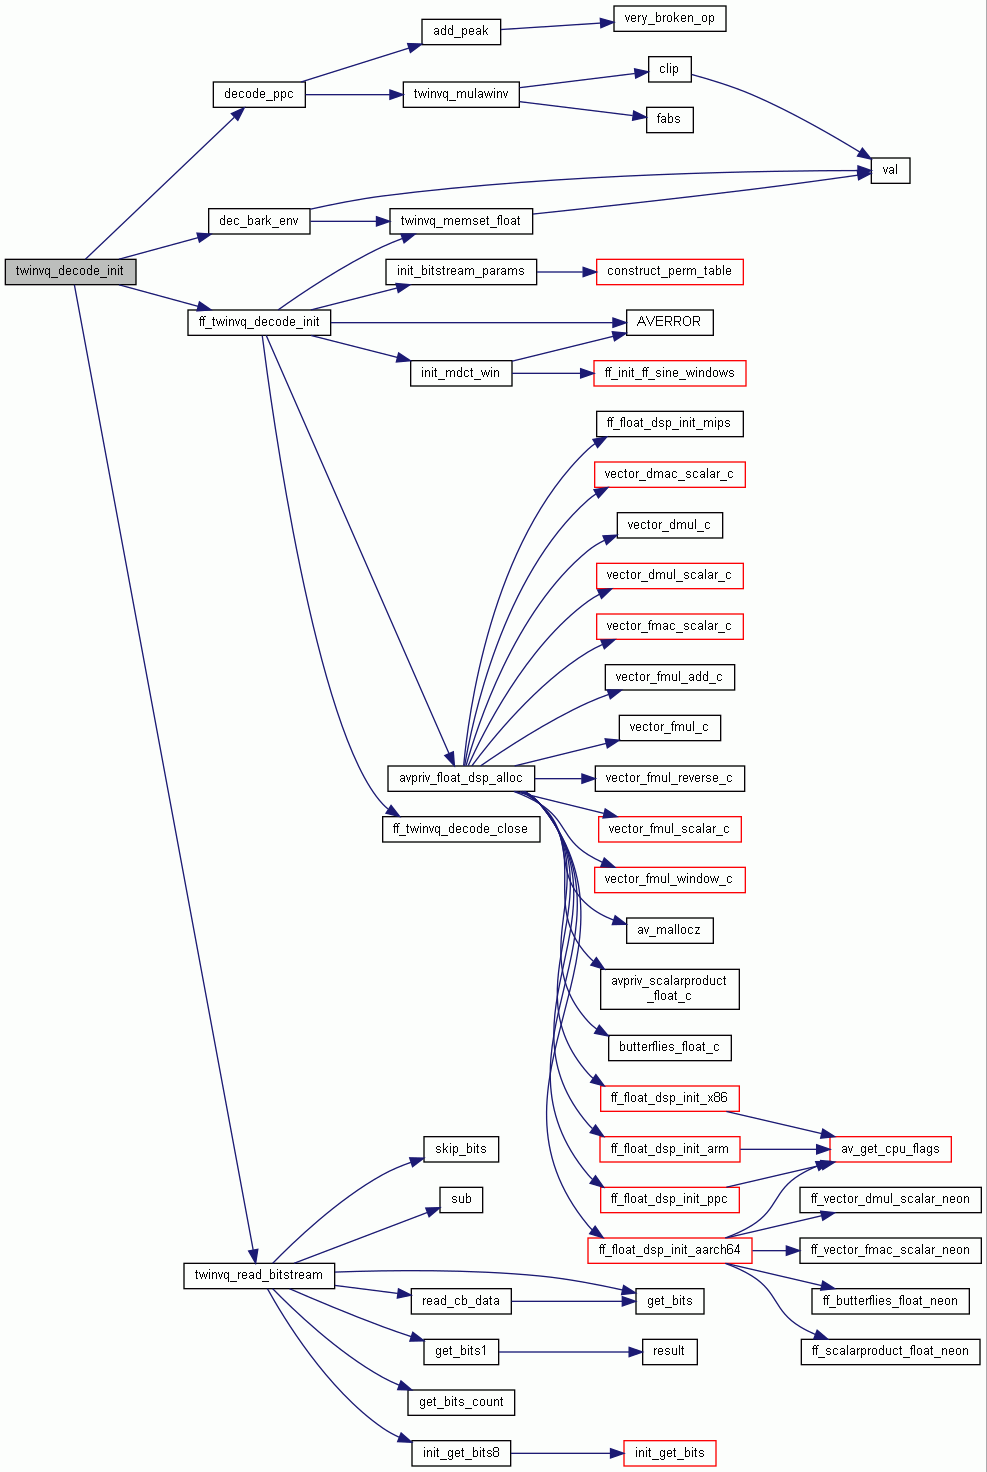 very_broken_op
add_peak
clip
decode_ppc
twinvq_mulawinv
fabs
val
dec_bark_env
twinvq_memset_float
twinvq_decode_init
init_bitstream_params
construct_perm_table
ff_twinvq_decode_init
AVERROR
init_mdct_win
ff_init_ff_sine_windows
ff_float_dsp_init_mips
vector_dmac_scalar_c
vector_dmul_c
vector_dmul_scalar_c
vector_fmac_scalar_c
vector_fmul_add_c
vector_fmul_c
avpriv_float_dsp_alloc
vector_fmul_reverse_c
ff_twinvq_decode_close
vector_fmul_scalar_c
vector_fmul_window_c
av_mallocz
avpriv_scalarproduct
_float_c
butterflies_float_c
ff_float_dsp_init_x86
skip_bits
ff_float_dsp_init_arm
av_get_cpu_flags
sub
ff_float_dsp_init_ppc
ff_vector_dmul_scalar_neon
ff_float_dsp_init_aarch64
ff_vector_fmac_scalar_neon
twinvq_read_bitstream
read_cb_data
get_bits
ff_butterflies_float_neon
get_bits1
result
ff_scalarproduct_float_neon
get_bits_count
init_get_bits8
init_get_bits